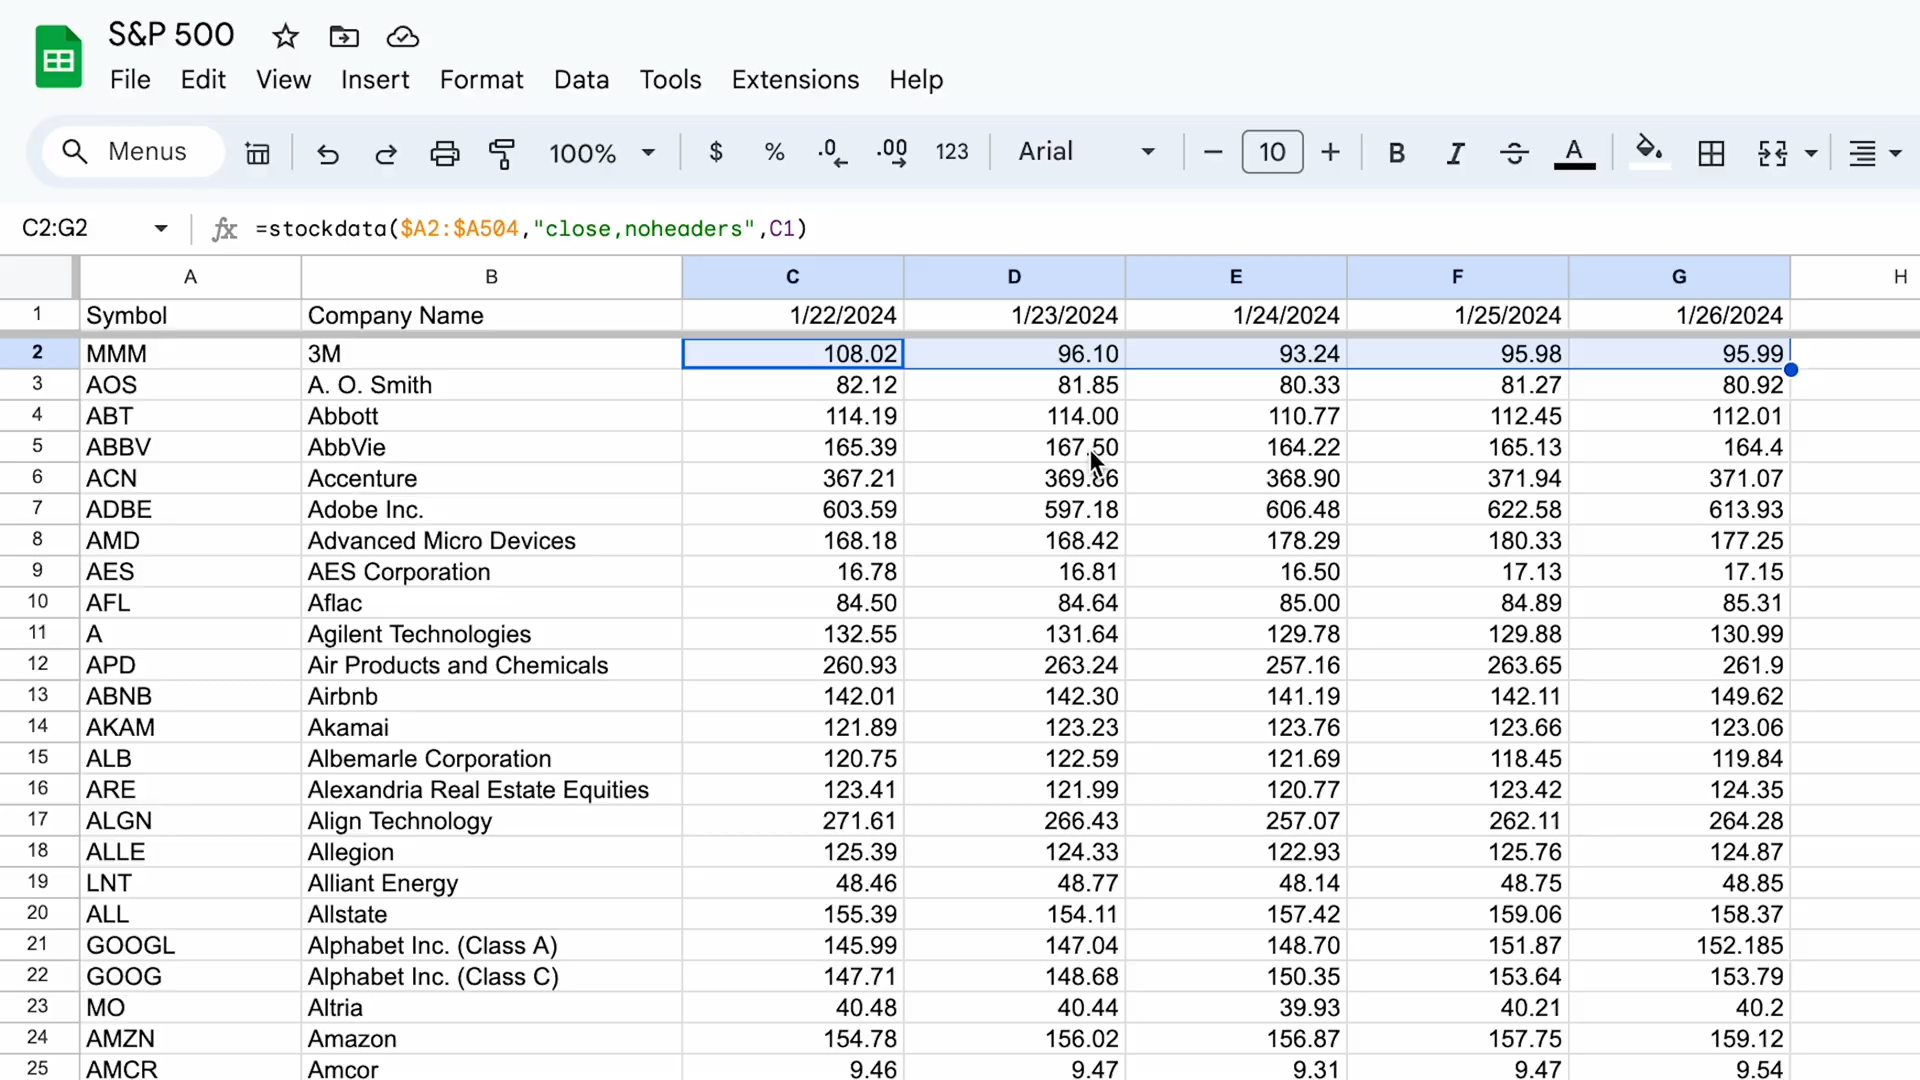 S&P 500
File Edit View Insert Format Data Tools Extensions Help
Menus 100% $ % .0 .00 123 Arial 10 B I A
C2:G2 fx =stockdata($A2:$A504,"close,noheaders",C1)
A B C D E F G H
1 Symbol Company Name 1/22/2024 1/23/2024 1/24/2024 1/25/2024 1/26/2024
2 MMM 3M 108.02 96.10 93.24 95.98 95.99
3 AOS A. O. Smith 82.12 81.85 80.33 81.27 80.92
4 ABT Abbott 114.19 114.00 110.77 112.45 112.01
5 ABBV AbbVie 165.39 167.50 164.22 165.13 164.4
6 ACN Accenture 367.21 369.86 368.90 371.94 371.07
7 ADBE Adobe Inc. 603.59 597.18 606.48 622.58 613.93
8 AMD Advanced Micro Devices 168.18 168.42 178.29 180.33 177.25
9 AES AES Corporation 16.78 16.81 16.50 17.13 17.15
10 AFL Aflac 84.50 84.64 85.00 84.89 85.31
11 A Agilent Technologies 132.55 131.64 129.78 129.88 130.99
12 APD Air Products and Chemicals 260.93 263.24 257.16 263.65 261.9
13 ABNB Airbnb 142.01 142.30 141.19 142.11 149.62
14 AKAM Akamai 121.89 123.23 123.76 123.66 123.06
15 ALB Albemarle Corporation 120.75 122.59 121.69 118.45 119.84
16 ARE Alexandria Real Estate Equities 123.41 121.99 120.77 123.42 124.35
17 ALGN Align Technology 271.61 266.43 257.07 262.11 264.28
18 ALLE Allegion 125.39 124.33 122.93 125.76 124.87
19 LNT Alliant Energy 48.46 48.77 48.14 48.75 48.85
20 ALL Allstate 155.39 154.11 157.42 159.06 158.37
21 GOOGL Alphabet Inc. (Class A) 145.99 147.04 148.70 151.87 152.185
22 GOOG Alphabet Inc. (Class C) 147.71 148.68 150.35 153.64 153.79
23 MO Altria 40.48 40.44 39.93 40.21 40.2
24 AMZN Amazon 154.78 156.02 156.87 157.75 159.12
25 AMCR Amcor 9.46 9.47 9.31 9.47 9.54